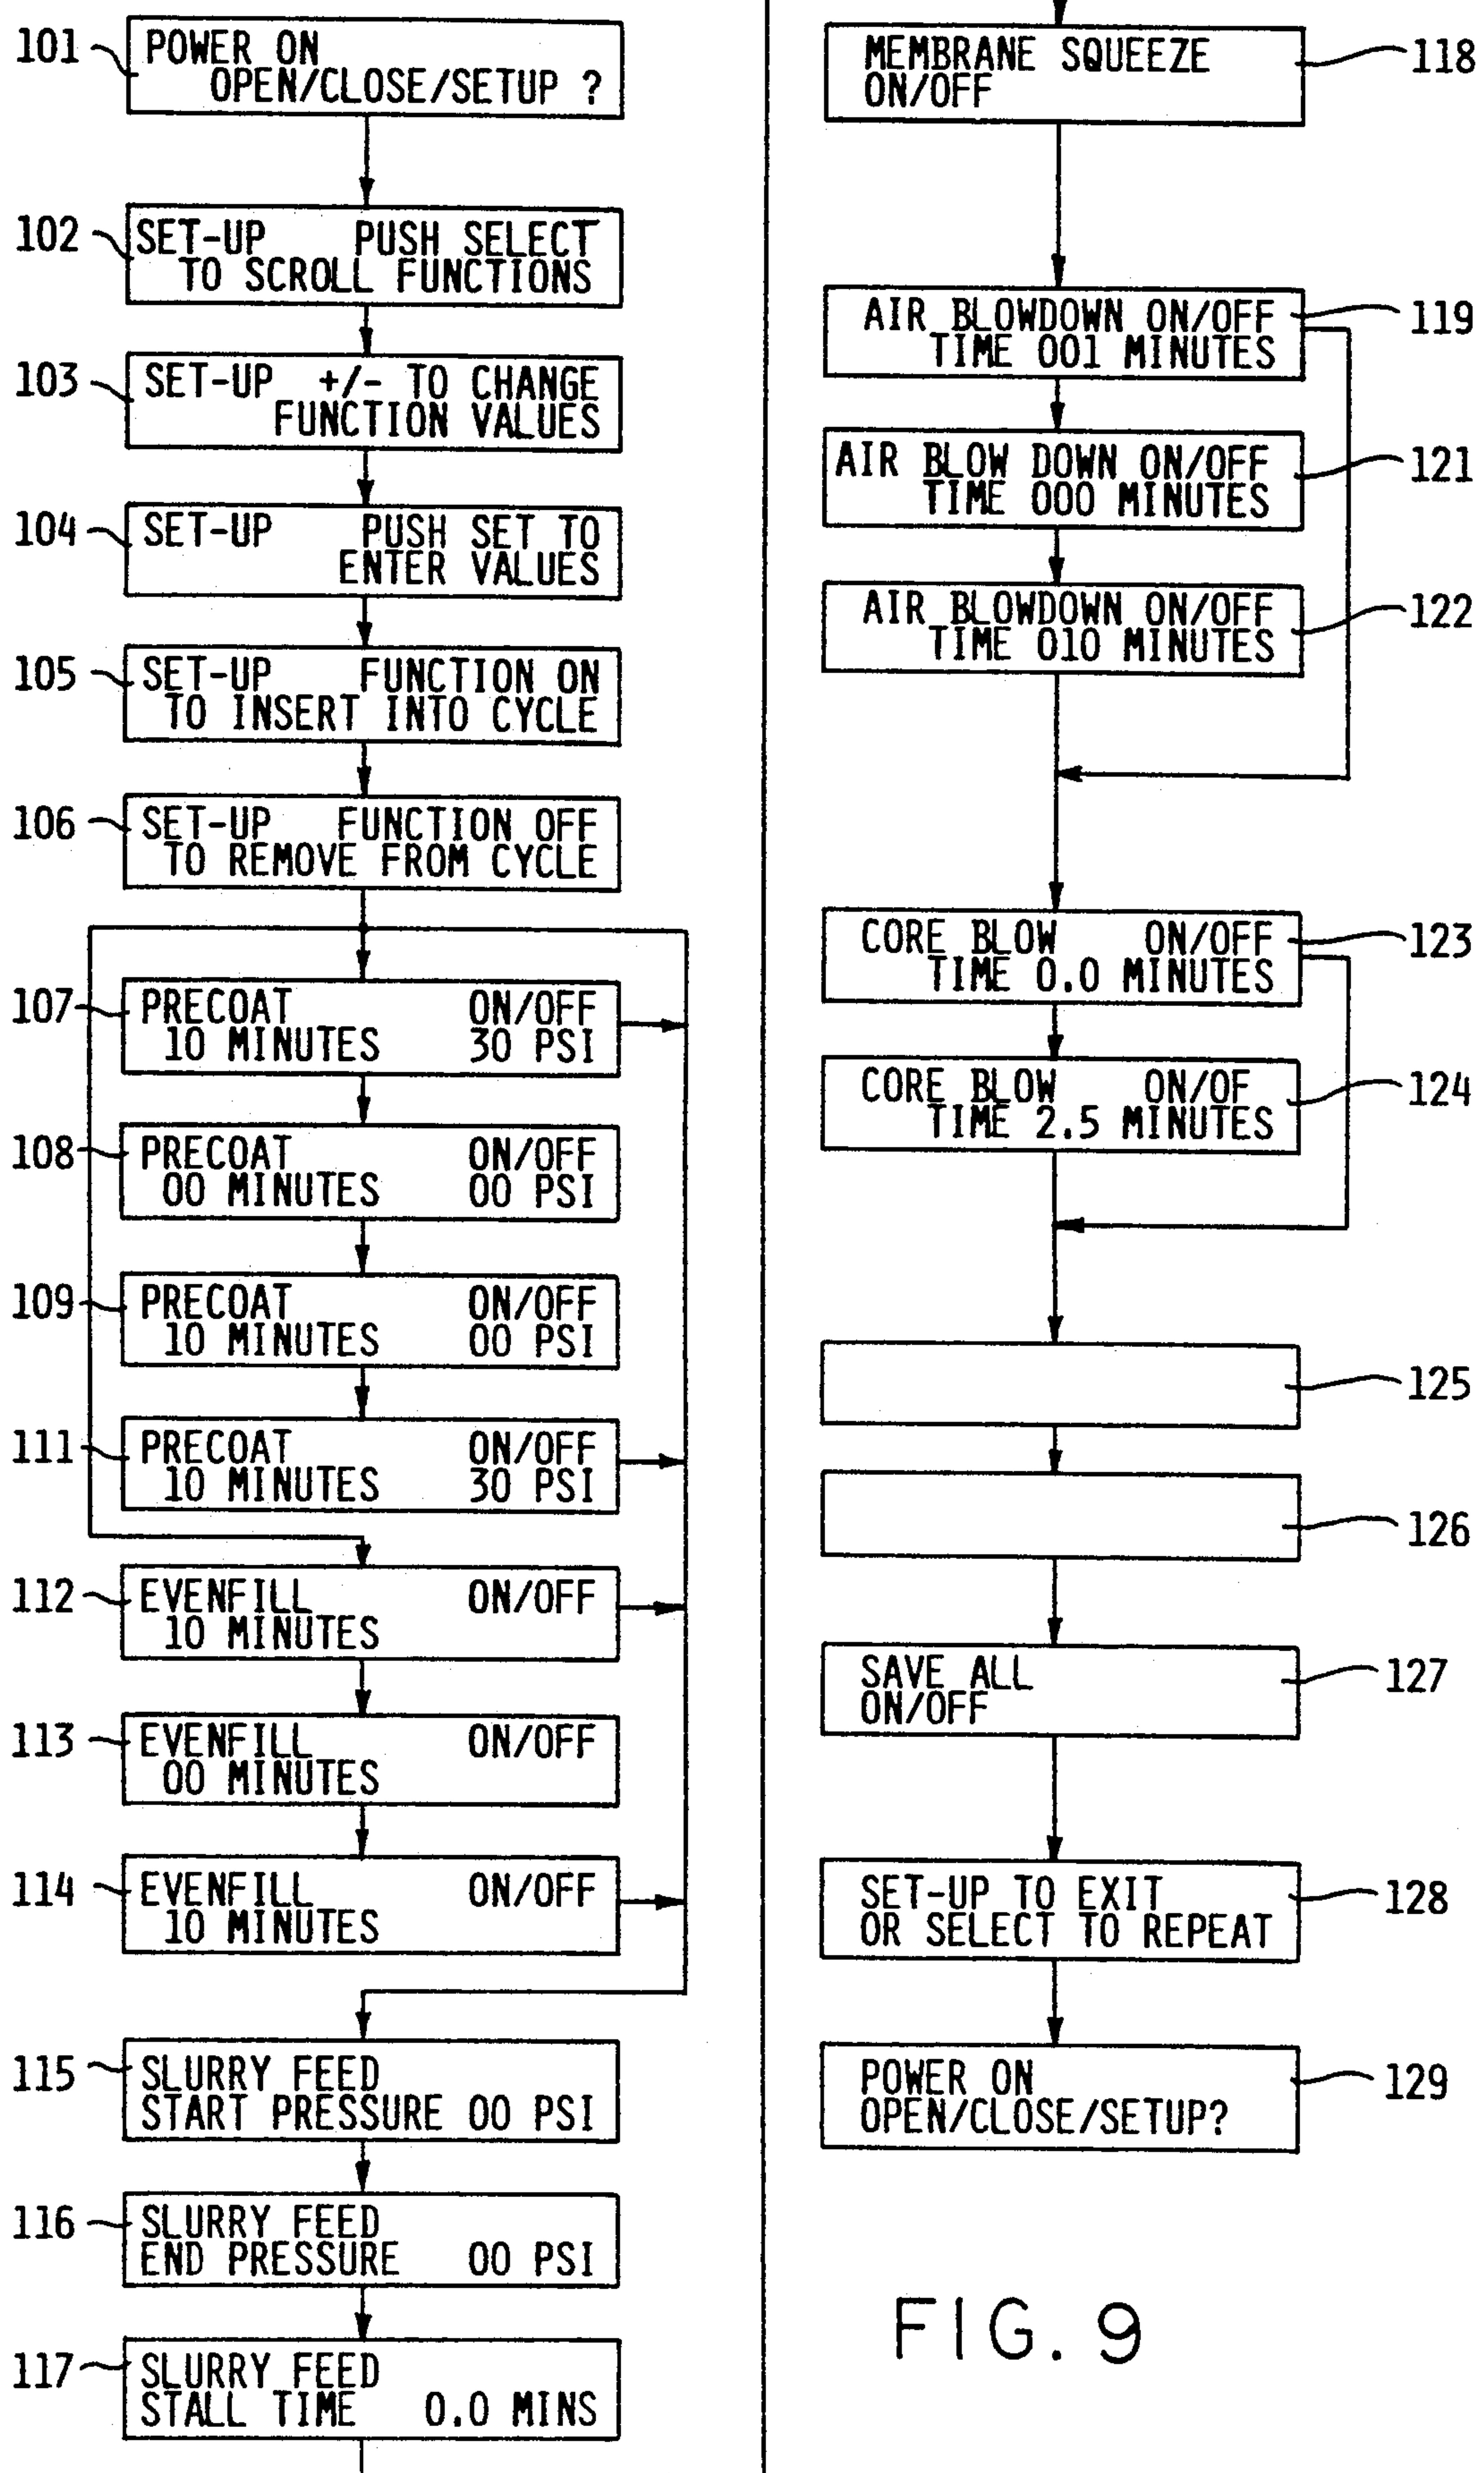 101
POWER ON
OPEN/CLOSE/SETUP ?
102
SET-UP PUSH SELECT
TO SCROLL FUNCTIONS
103
SET-UP +/- TO CHANGE
FUNCTION VALUES
104
SET-UP PUSH SET TO
ENTER VALUES
105
SET-UP FUNCTION ON
TO INSERT INTO CYCLE
106
SET-UP FUNCTION OFF
TO REMOVE FROM CYCLE
107
PRECOAT ON/OFF
10 MINUTES 30 PSI
108
PRECOAT ON/OFF
00 MINUTES 00 PSI
109
PRECOAT ON/OFF
10 MINUTES 00 PSI
111
PRECOAT ON/OFF
10 MINUTES 30 PSI
112
EVENFILL ON/OFF
10 MINUTES
113
EVENFILL ON/OFF
00 MINUTES
114
EVENFILL ON/OFF
10 MINUTES
115
SLURRY FEED
START PRESSURE 00 PSI
116
SLURRY FEED
END PRESSURE 00 PSI
117
SLURRY FEED
STALL TIME 0.0 MINS
MEMBRANE SQUEEZE
ON/OFF
118
AIR BLOWDOWN ON/OFF
TIME 001 MINUTES
119
AIR BLOW DOWN ON/OFF
TIME 000 MINUTES
121
AIR BLOWDOWN ON/OFF
TIME 010 MINUTES
122
CORE BLOW ON/OFF
TIME 0.0 MINUTES
123
CORE BLOW ON/OF
TIME 2.5 MINUTES
124
125
126
SAVE ALL
ON/OFF
127
SET-UP TO EXIT
OR SELECT TO REPEAT
128
POWER ON
OPEN/CLOSE/SETUP?
129
FIG. 9